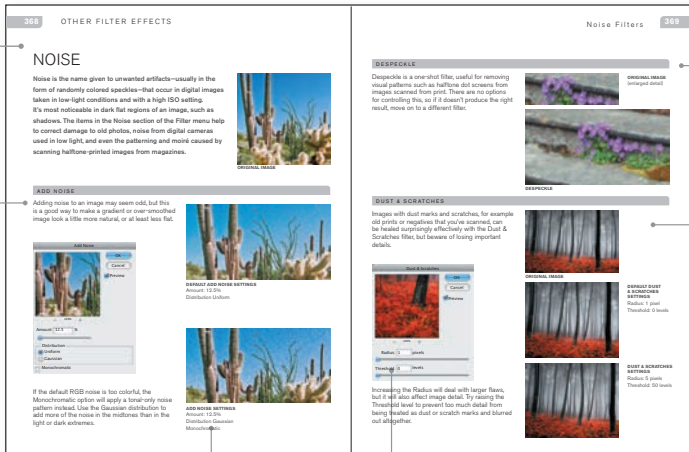 368 OTHER FILTER EFFECTS
NOISE
Noise is the name given to unwanted artifacts—usually in the
form of randomly colored speckles—that occur in digital images
taken in low-light conditions and with a high ISO setting.
It's most noticeable in dark flat regions of an image, such as
shadows. The items in the Noise section of the Filter menu help
to correct damage to old photos, noise from digital cameras
used in low light, and even the patterning and moiré caused by
scanning halftone-printed images from magazines.
ORIGINAL IMAGE
ADD NOISE
Adding noise to an image may seem odd, but this
is a good way to make a gradient or over-smoothed
image look a little more natural, or at least less flat.
Add Noise
OK
Cancel
Preview
Amount: 12.5 %
Distribution
Uniform
Gaussian
Monochromatic
DEFAULT ADD NOISE SETTINGS
Amount: 12.5%
Distribution Uniform
If the default RGB noise is too colorful, the
Monochromatic option will apply a tonal-only noise
pattern instead. Use the Gaussian distribution to
add more of the noise in the midtones than in the
light or dark extremes.
ADD NOISE SETTINGS
Amount: 12.5%
Distribution Gaussian
Monochromatic
Noise Filters 369
DESPECKLE
Despeckle is a one-shot filter, useful for removing
visual patterns such as halftone dot screens from
images scanned from print. There are no options
for controlling this, so if it doesn't produce the right
result, move on to a different filter.
ORIGINAL IMAGE
(enlarged detail)
DESPECKLE
DUST & SCRATCHES
Images with dust marks and scratches, for example
old prints or negatives that you've scanned, can
be healed surprisingly effectively with the Dust &
Scratches filter, but beware of losing important
details.
Dust & Scratches
OK
Cancel
Preview
Radius: 1 pixels
Threshold: 0 levels
Increasing the Radius will deal with larger flaws,
but it will also affect image detail. Try raising the
Threshold level to prevent too much detail from
being treated as dust or scratch marks and blurred
out altogether.
ORIGINAL IMAGE
DEFAULT DUST
& SCRATCHES
SETTINGS
Radius: 1 pixel
Threshold: 0 levels
DUST & SCRATCHES
SETTINGS
Radius: 5 pixels
Threshold: 50 levels